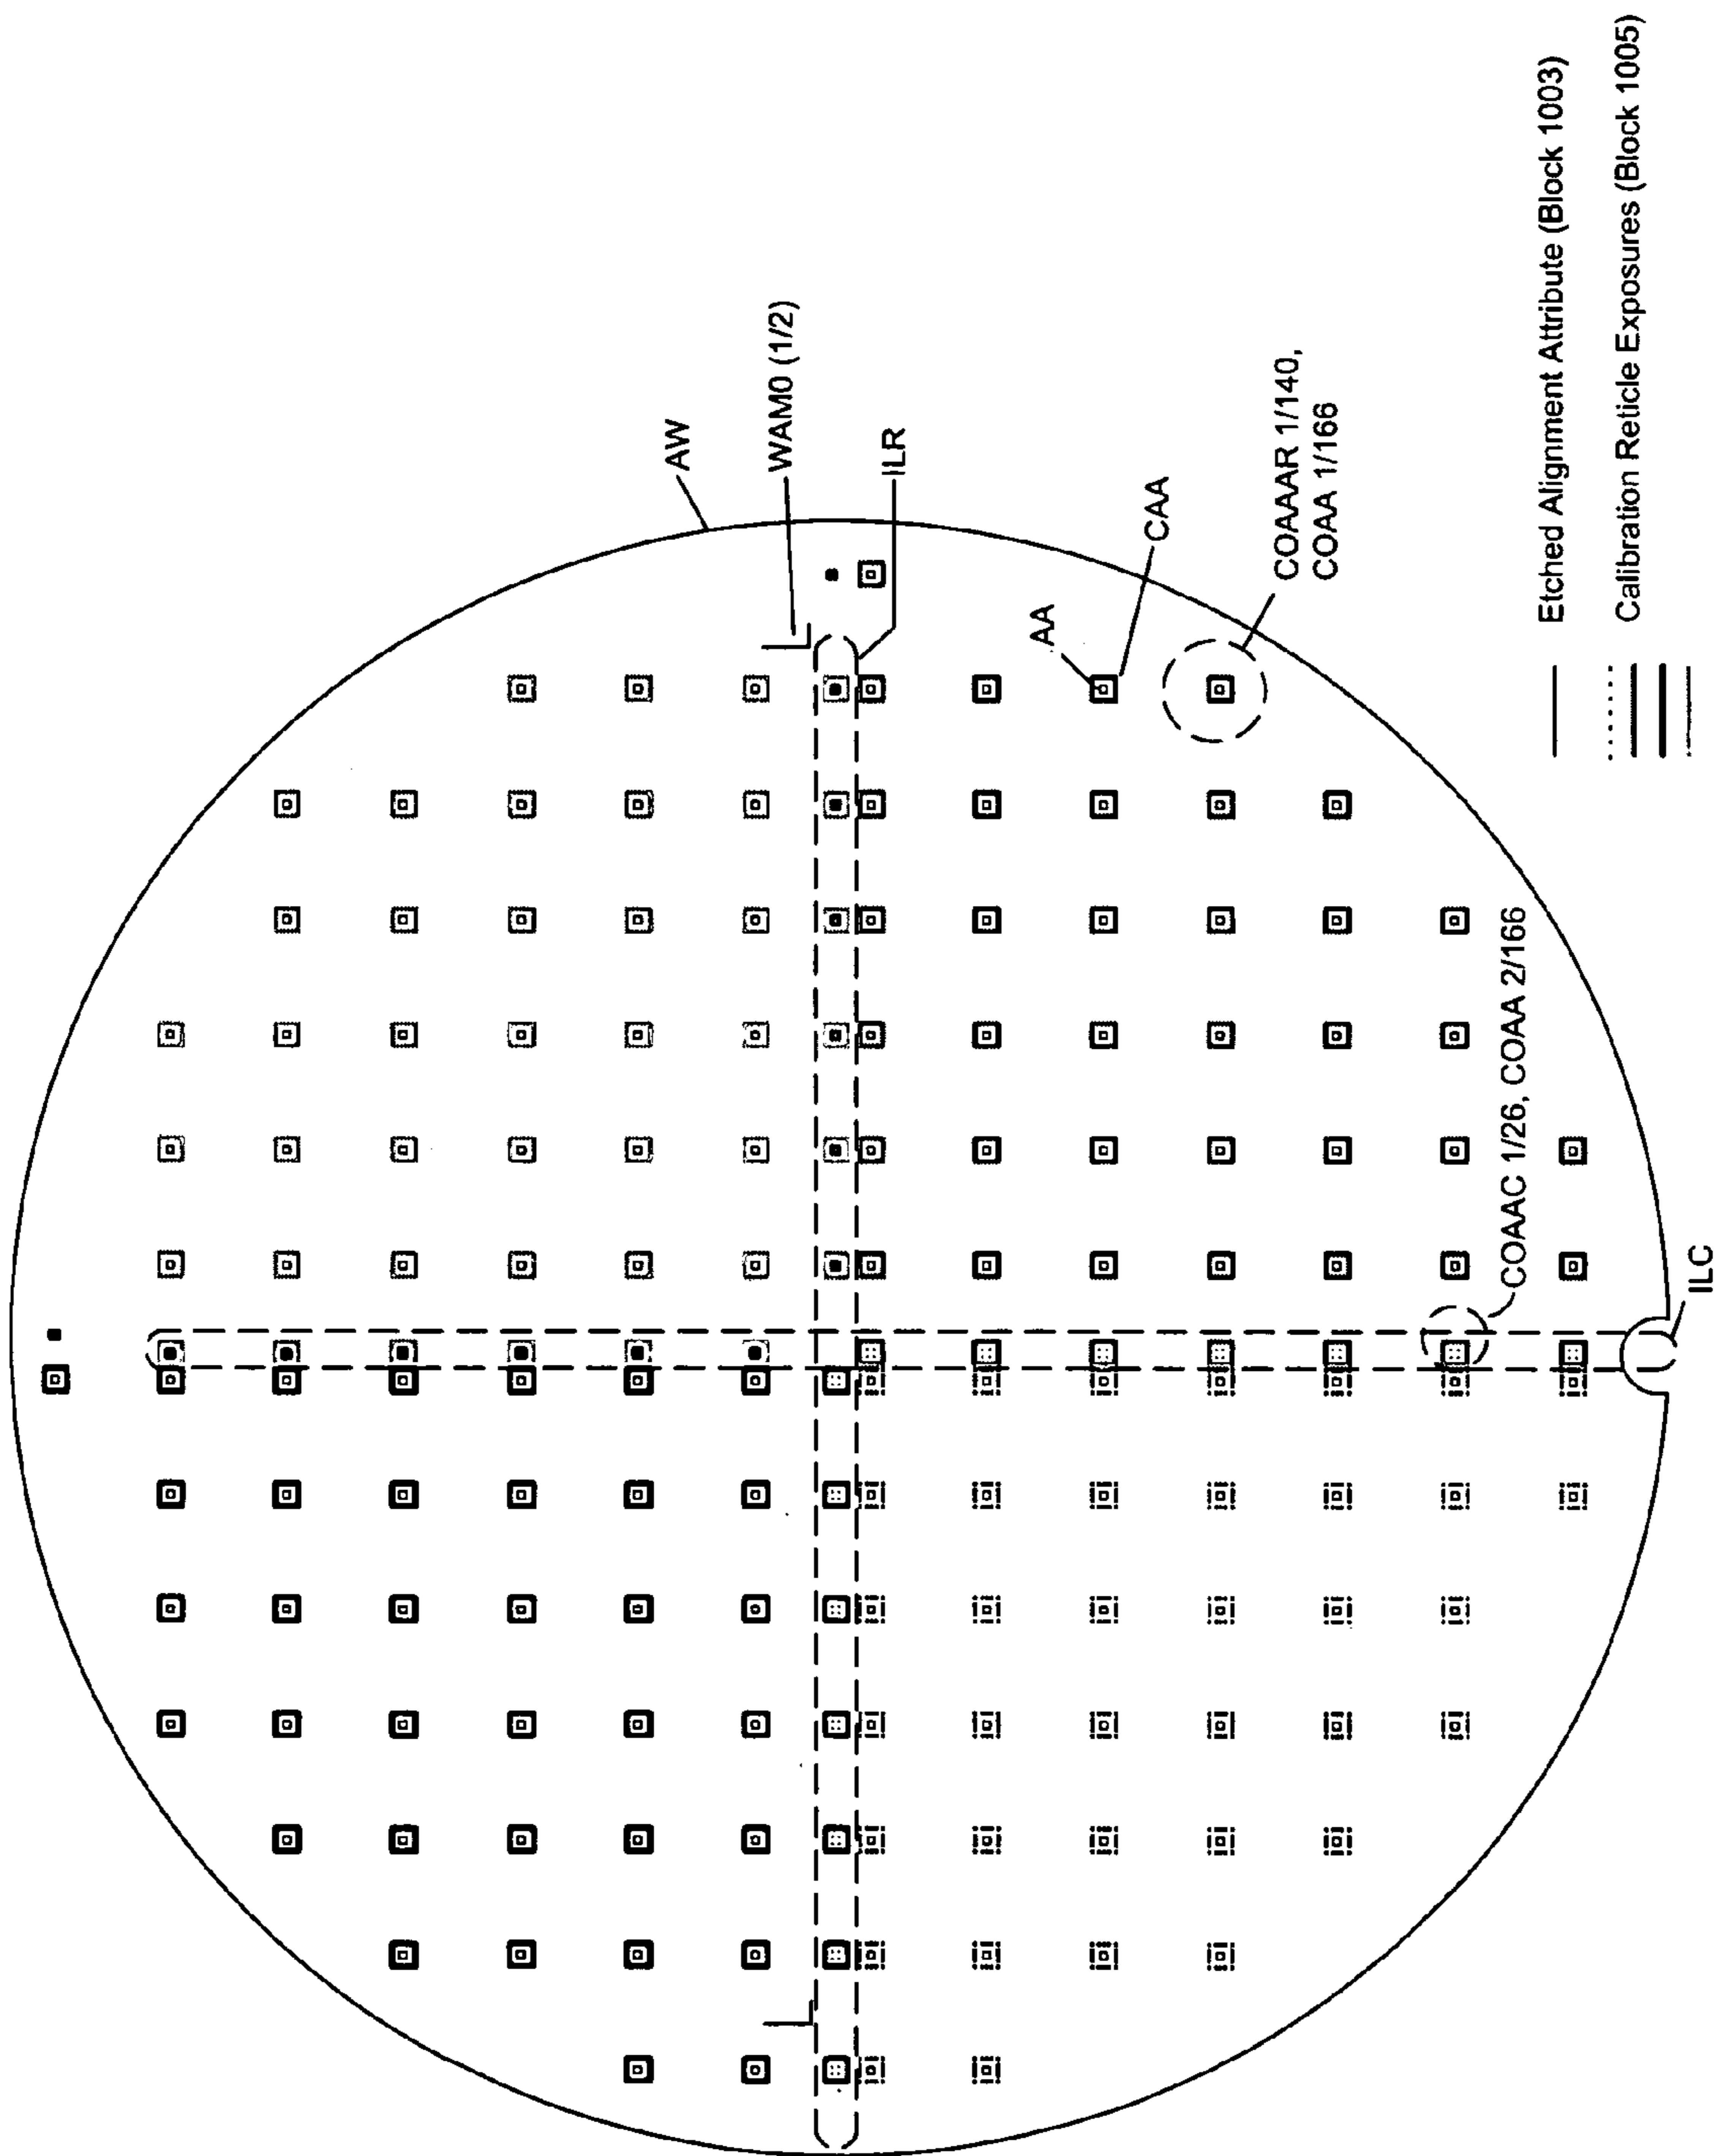 AW
WAM0 (1/2)
ILR
AA
CAA
COAAR 1/140,
COAA 1/166
COAAC 1/26, COAA 2/166
ILC
Etched Alignment Attribute (Block 1003)
Calibration Reticle Exposures (Block 1005)